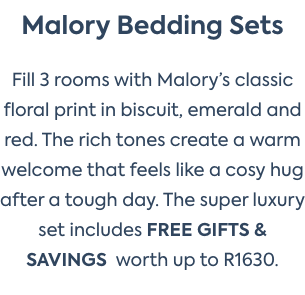 Malory Bedding Sets
Fill 3 rooms with Malory’s classic
floral print in biscuit, emerald and
red. The rich tones create a warm
welcome that feels like a cosy hug
after a tough day. The super luxury
set includes FREE GIFTS &
SAVINGS worth up to R1630.